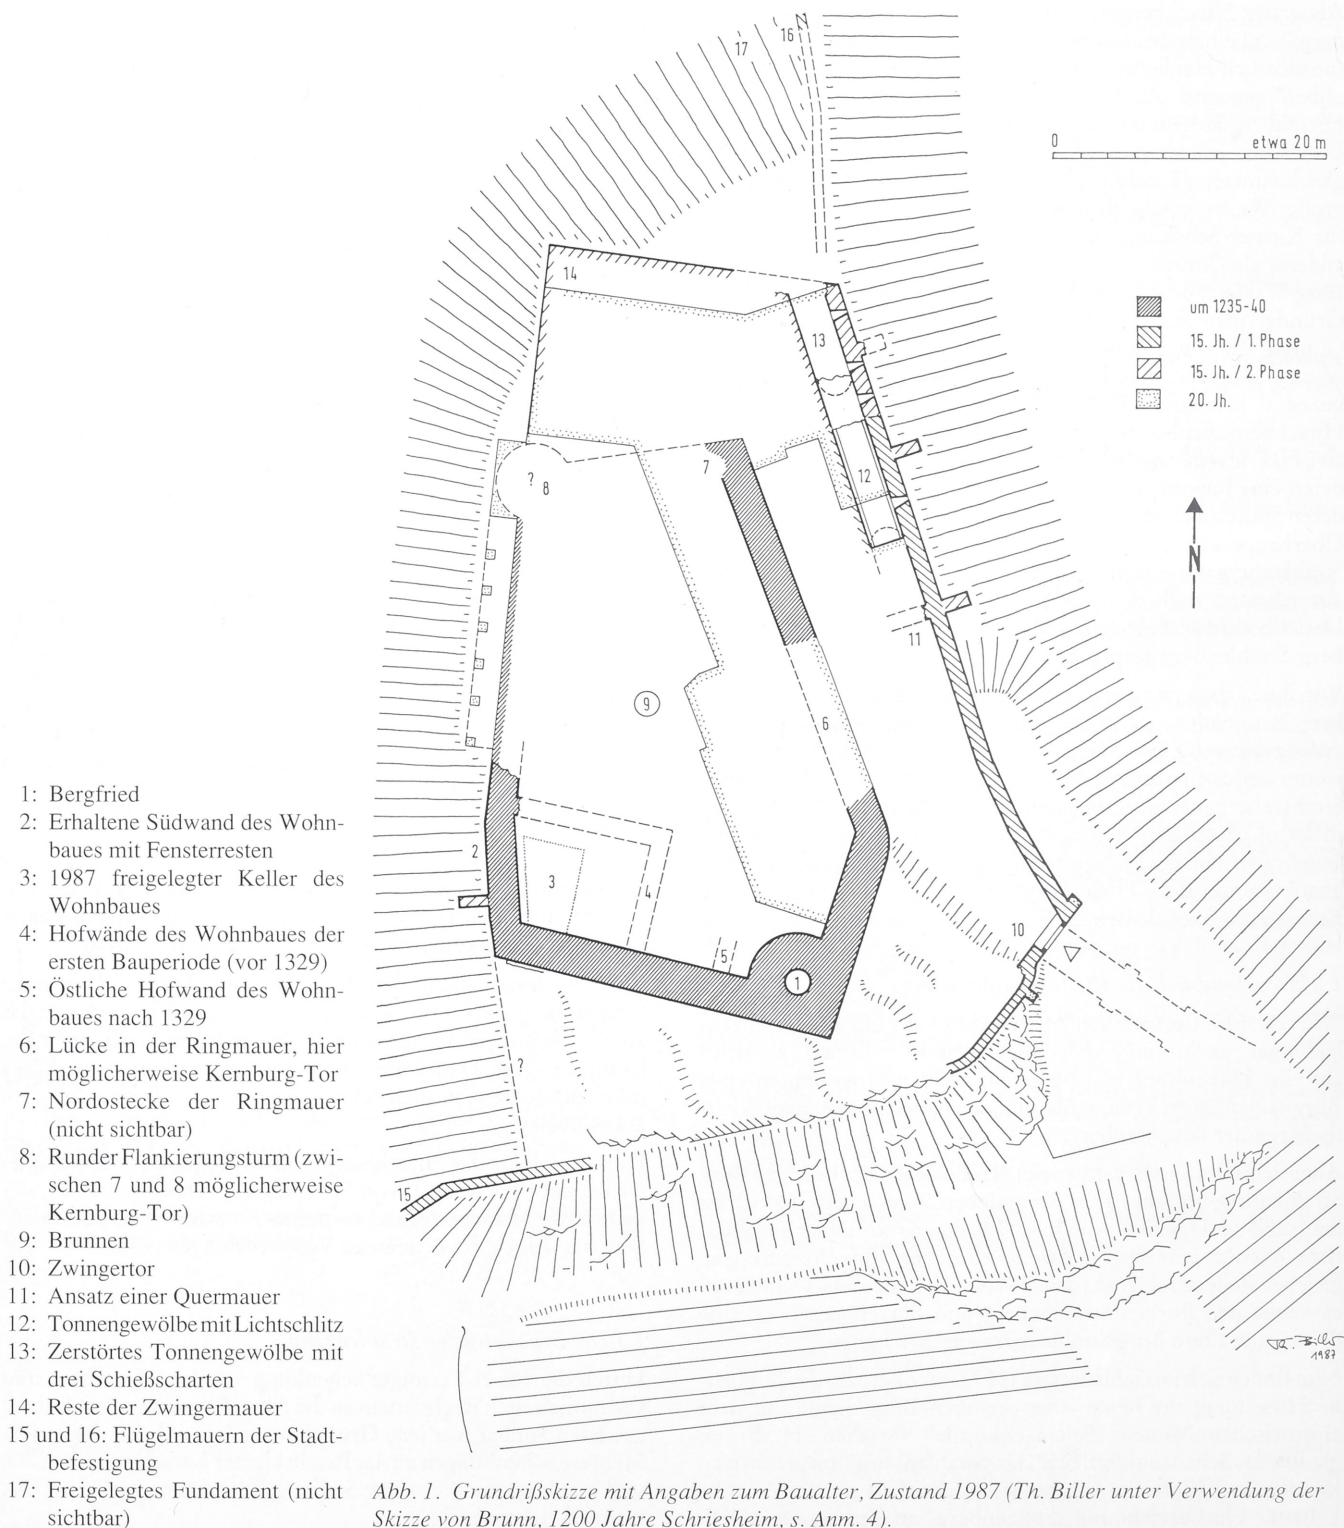 17
16
0 etwa 20 m
14
13
um 1235-40
15. Jh. / 1. Phase
15. Jh. / 2. Phase
20. Jh.
7
12
? 8
N
11
9
6
2
3
4
10
5
1
?
15
1: Bergfried
2: Erhaltene Südwand des Wohn-
baues mit Fensterresten
3: 1987 freigelegter Keller des
Wohnbaues
4: Hofwände des Wohnbaues der
ersten Bauperiode (vor 1329)
5: Östliche Hofwand des Wohn-
baues nach 1329
6: Lücke in der Ringmauer, hier
möglicherweise Kernburg-Tor
7: Nordostecke der Ringmauer
(nicht sichtbar)
8: Runder Flankierungsturm (zwi-
schen 7 und 8 möglicherweise
Kernburg-Tor)
9: Brunnen
10: Zwingertor
11: Ansatz einer Quermauer
12: Tonnengewölbe mit Lichtschlitz
13: Zerstörtes Tonnengewölbe mit
drei Schießscharten
14: Reste der Zwingermauer
15 und 16: Flügelmauern der Stadt-
befestigung
17: Freigelegtes Fundament (nicht
sichtbar)
Th. Biller
1987
Abb. 1. Grundrißskizze mit Angaben zum Baualter, Zustand 1987 (Th. Biller unter Verwendung der
Skizze von Brunn, 1200 Jahre Schriesheim, s. Anm. 4).